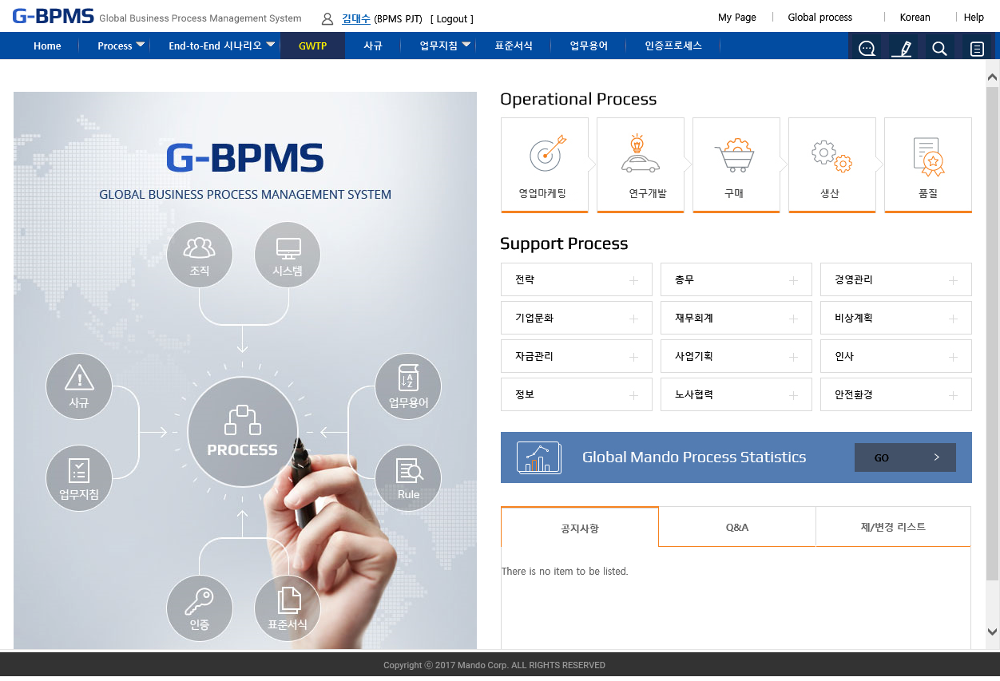 G-BPMS Global Business Process Management System 김대수 (BPMS PJT) [ Logout ] My Page Global process Korean Help
Home Process End-to-End 시나리오 GWTP 사규 업무지침 표준서식 업무용어 인증프로세스
G-BPMS
GLOBAL BUSINESS PROCESS MANAGEMENT SYSTEM
조직 시스템
사규 업무용어
A
Z
PROCESS
업무지침 Rule
인증 표준서식
Operational Process
영업마케팅 연구개발 구매 생산 품질
Support Process
전략 총무 경영관리
기업문화 재무회계 비상계획
자금관리 사업기획 인사
정보 노사협력 안전환경
Global Mando Process Statistics GO >
공지사항 Q&A 제/변경 리스트
There is no item to be listed.
Copyright ⓒ 2017 Mando Corp. ALL RIGHTS RESERVED